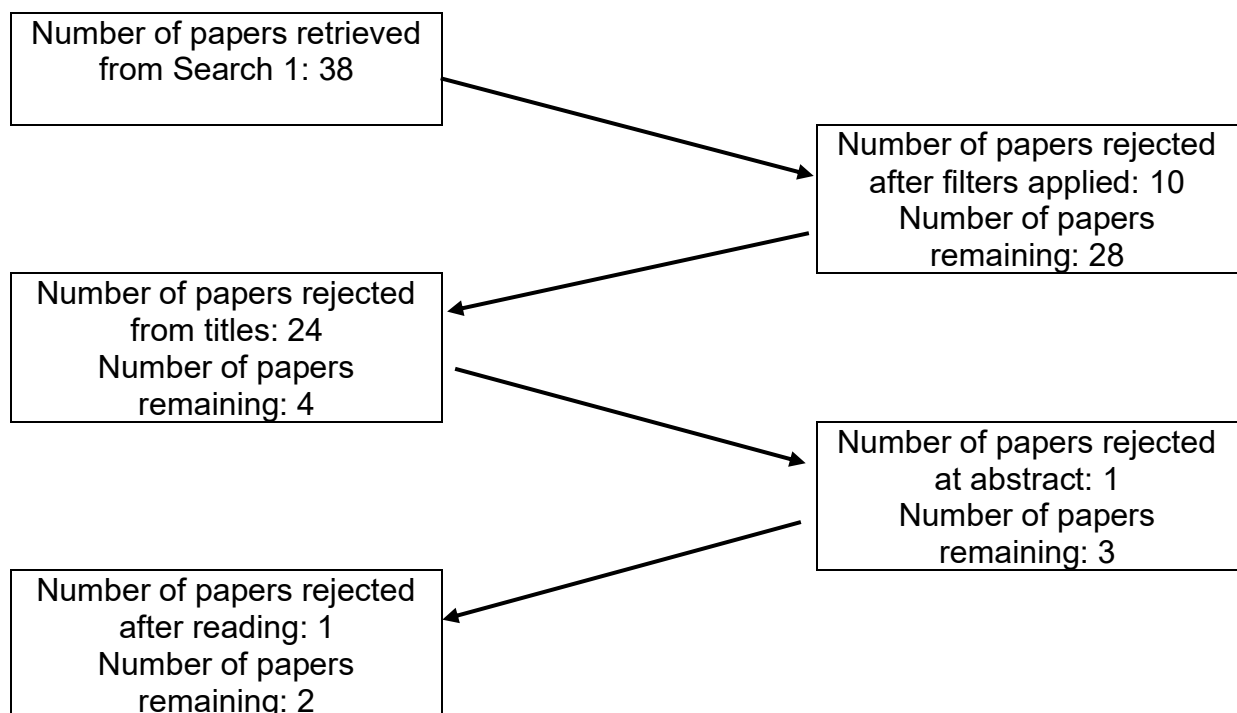 Number of papers retrieved
from Search 1: 38
Number of papers rejected
after filters applied: 10
Number of papers
remaining: 28
Number of papers rejected
from titles: 24
Number of papers
remaining: 4
Number of papers rejected
at abstract: 1
Number of papers
remaining: 3
Number of papers rejected
after reading: 1
Number of papers
remaining: 2